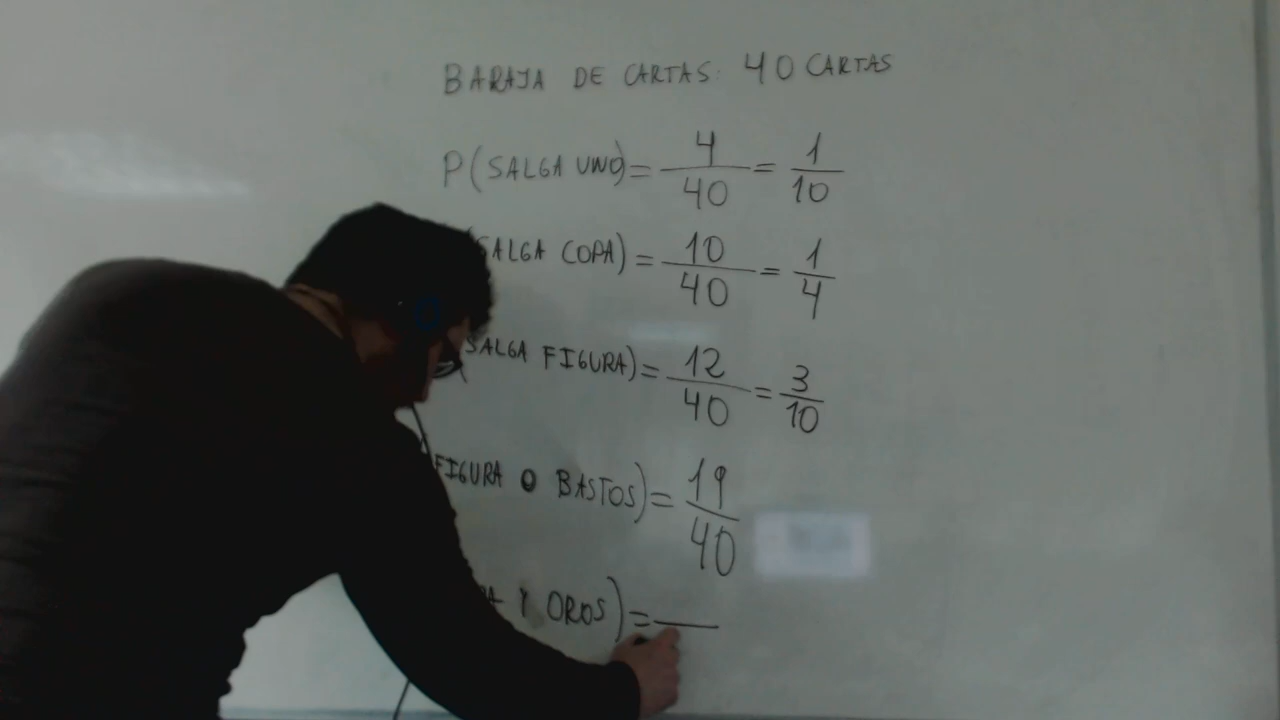 BARAJA DE CARTAS: 40 CARTAS
P(SALGA UNO) = 4/40 = 1/10
SALGA COPA) = 10/40 = 1/4
SALGA FIGURA) = 12/40 = 3/10
FIGURA O BASTOS) = 19/40
Y OROS) =